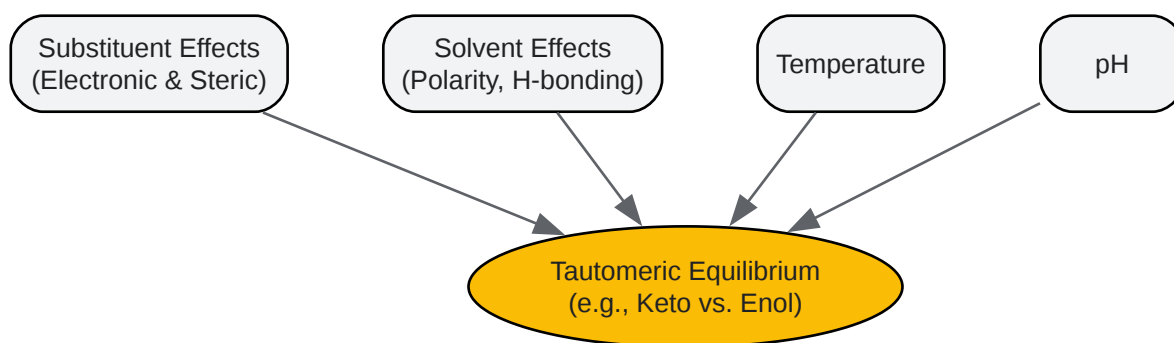 Substituent Effects
(Electronic & Steric)
Solvent Effects
(Polarity, H-bonding)
Temperature
pH
Tautomeric Equilibrium
(e.g., Keto vs. Enol)